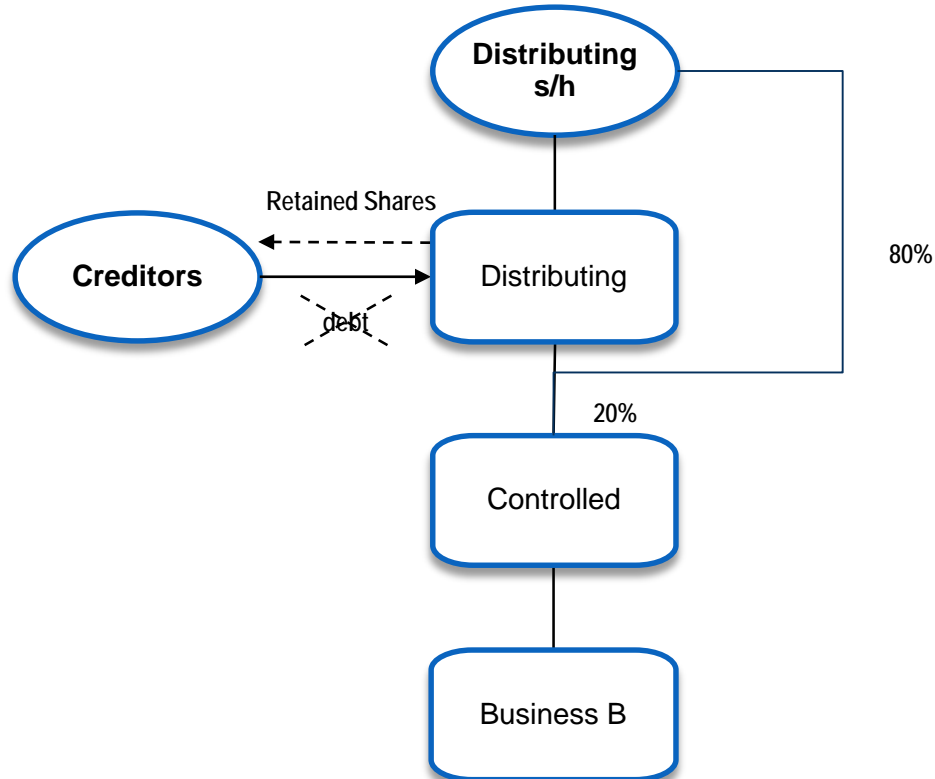 Distributing
s/h
Retained Shares
80%
Creditors
Distributing
debt
20%
Controlled
Business B